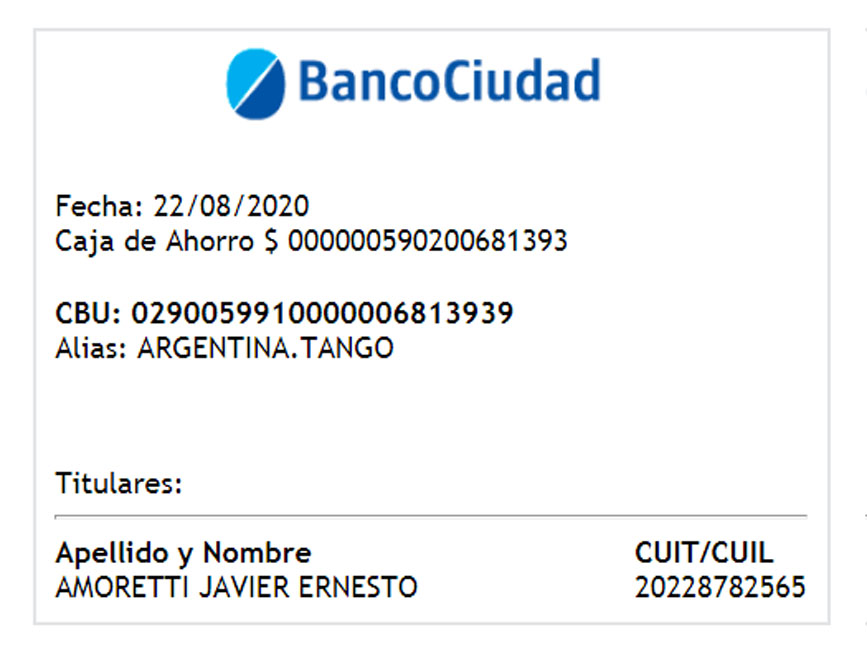 BancoCiudad
Fecha: 22/08/2020
Caja de Ahorro $ 000000590200681393
CBU: 0290059910000006813939
Alias: ARGENTINA.TANGO
Titulares:
Apellido y Nombre CUIT/CUIL
AMORETTI JAVIER ERNESTO 20228782565